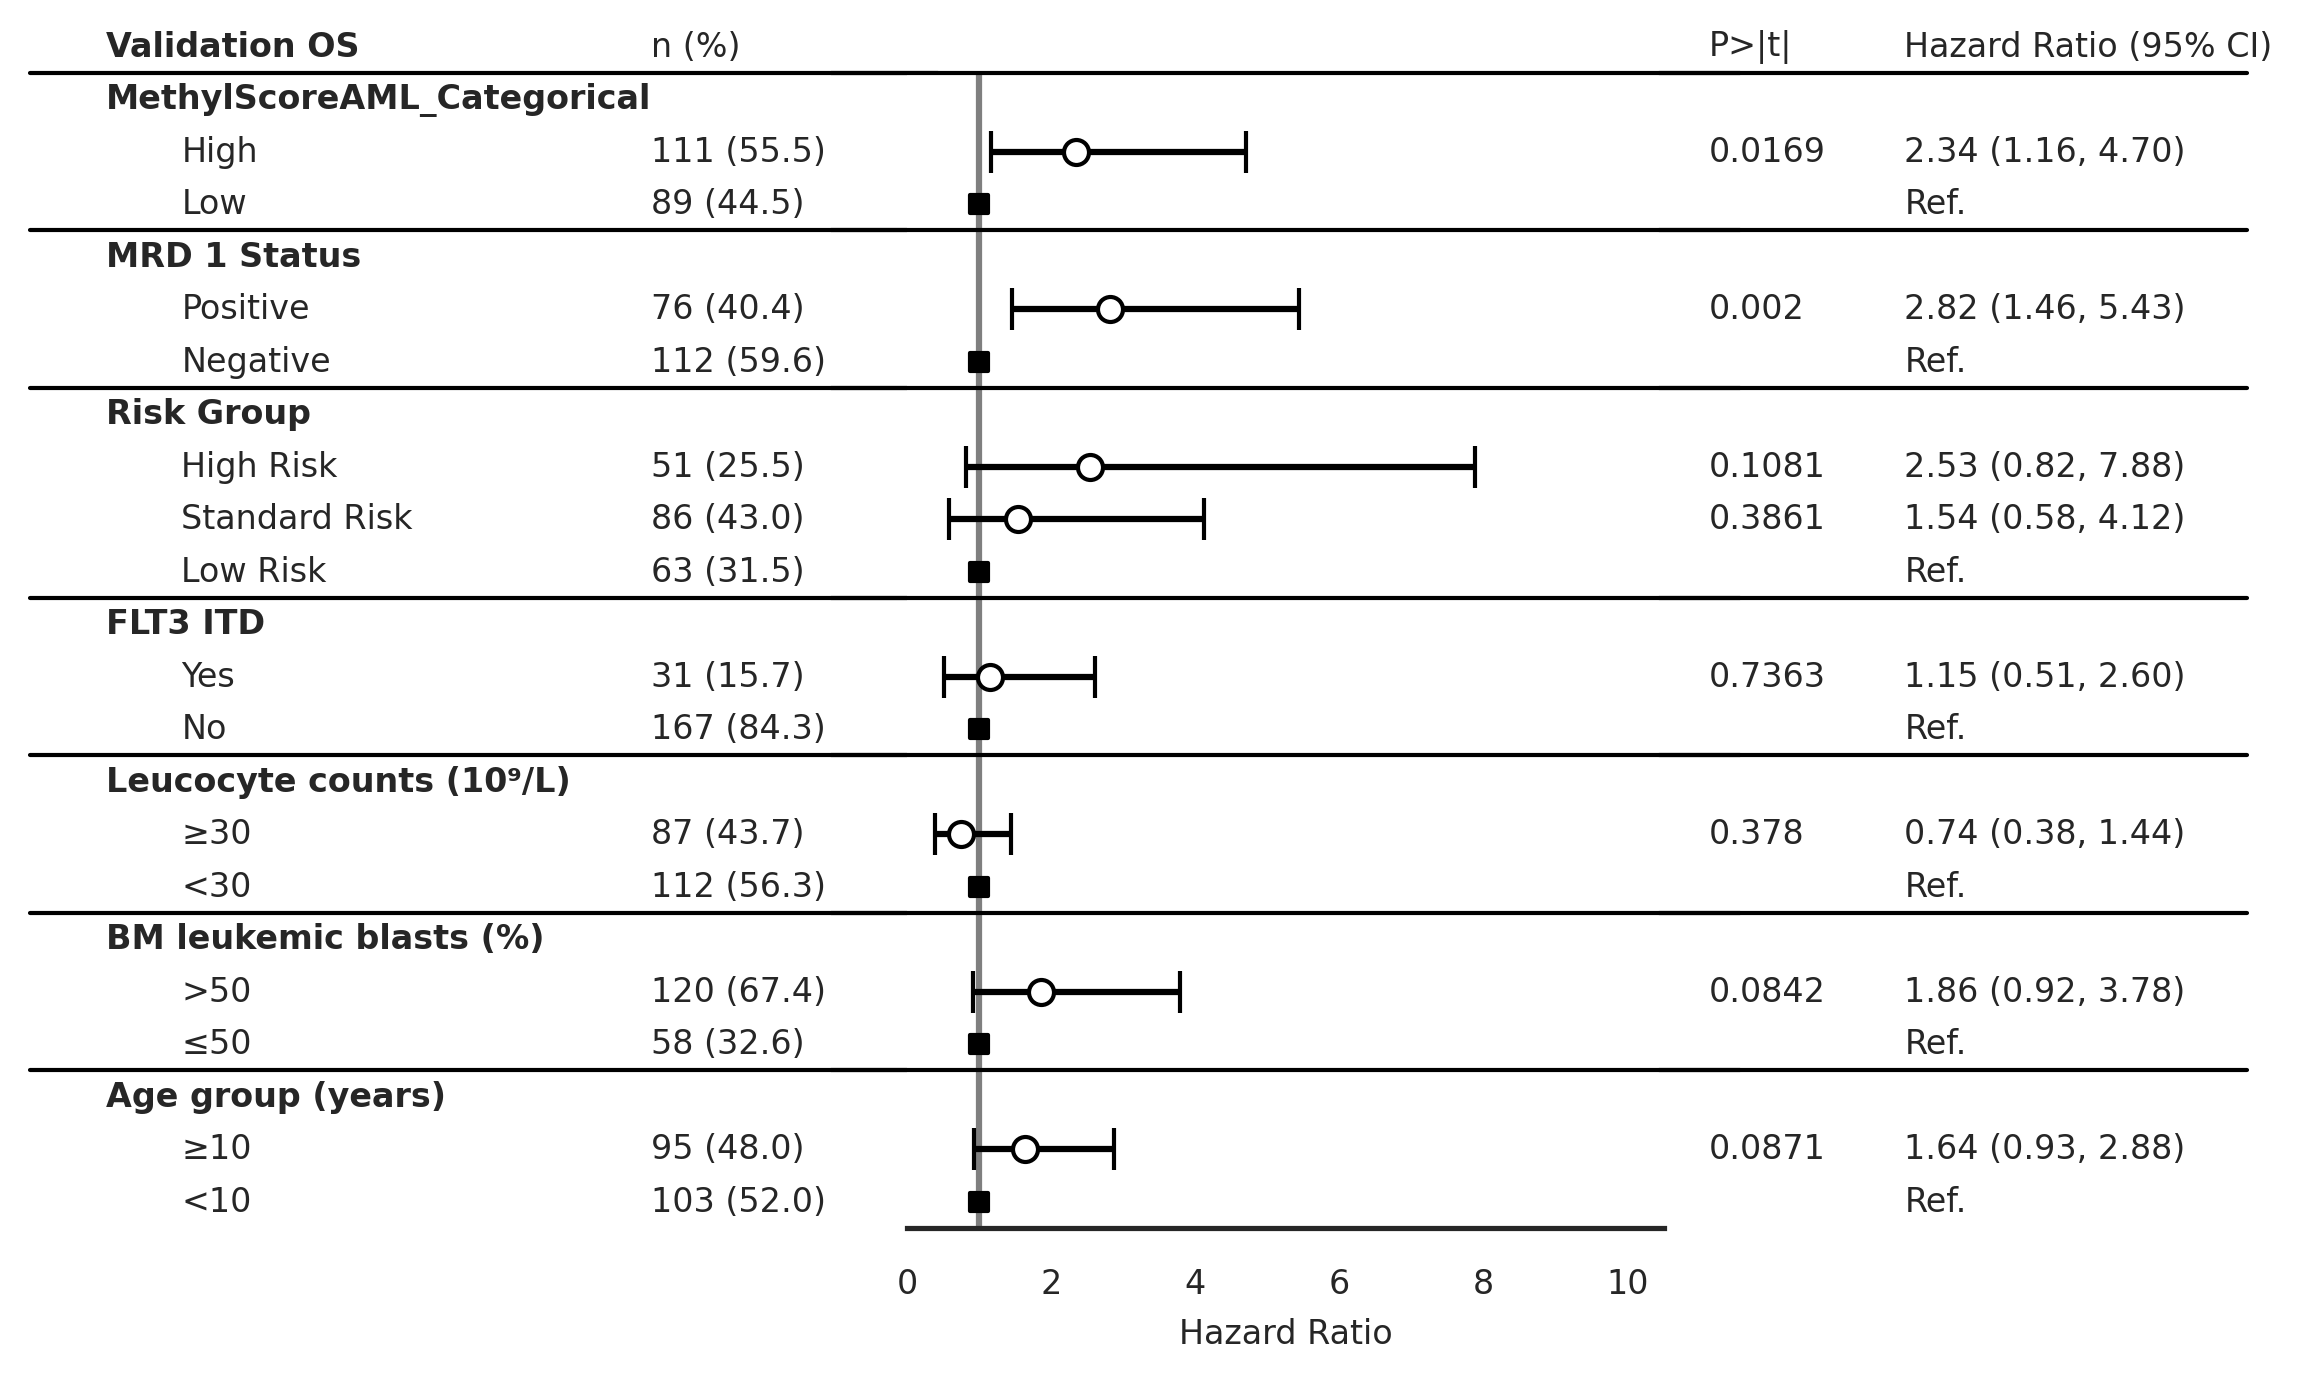 Validation OS n (%) P>|t| Hazard Ratio (95% CI)
MethylScoreAML_Categorical
High 111 (55.5) 0.0169 2.34 (1.16, 4.70)
Low 89 (44.5) Ref.
MRD 1 Status
Positive 76 (40.4) 0.002 2.82 (1.46, 5.43)
Negative 112 (59.6) Ref.
Risk Group
High Risk 51 (25.5) 0.1081 2.53 (0.82, 7.88)
Standard Risk 86 (43.0) 0.3861 1.54 (0.58, 4.12)
Low Risk 63 (31.5) Ref.
FLT3 ITD
Yes 31 (15.7) 0.7363 1.15 (0.51, 2.60)
No 167 (84.3) Ref.
Leucocyte counts (10⁹/L)
≥30 87 (43.7) 0.378 0.74 (0.38, 1.44)
<30 112 (56.3) Ref.
BM leukemic blasts (%)
>50 120 (67.4) 0.0842 1.86 (0.92, 3.78)
≤50 58 (32.6) Ref.
Age group (years)
≥10 95 (48.0) 0.0871 1.64 (0.93, 2.88)
<10 103 (52.0) Ref.
0 2 4 6 8 10
Hazard Ratio